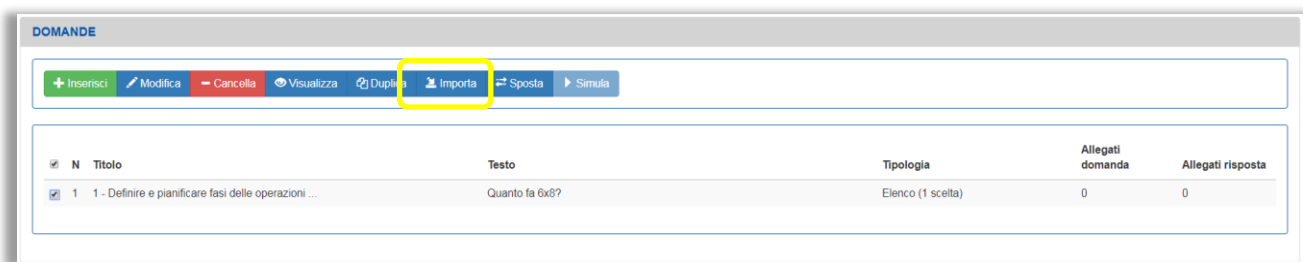 DOMANDE
Inserisci Modifica Cancella Visualizza Duplica Importa Sposta Simula
N Titolo Testo Tipologia Allegati domanda Allegati risposta
1 1 - Definire e pianificare fasi delle operazioni ... Quanto fa 6x8? Elenco (1 scelta) 0 0